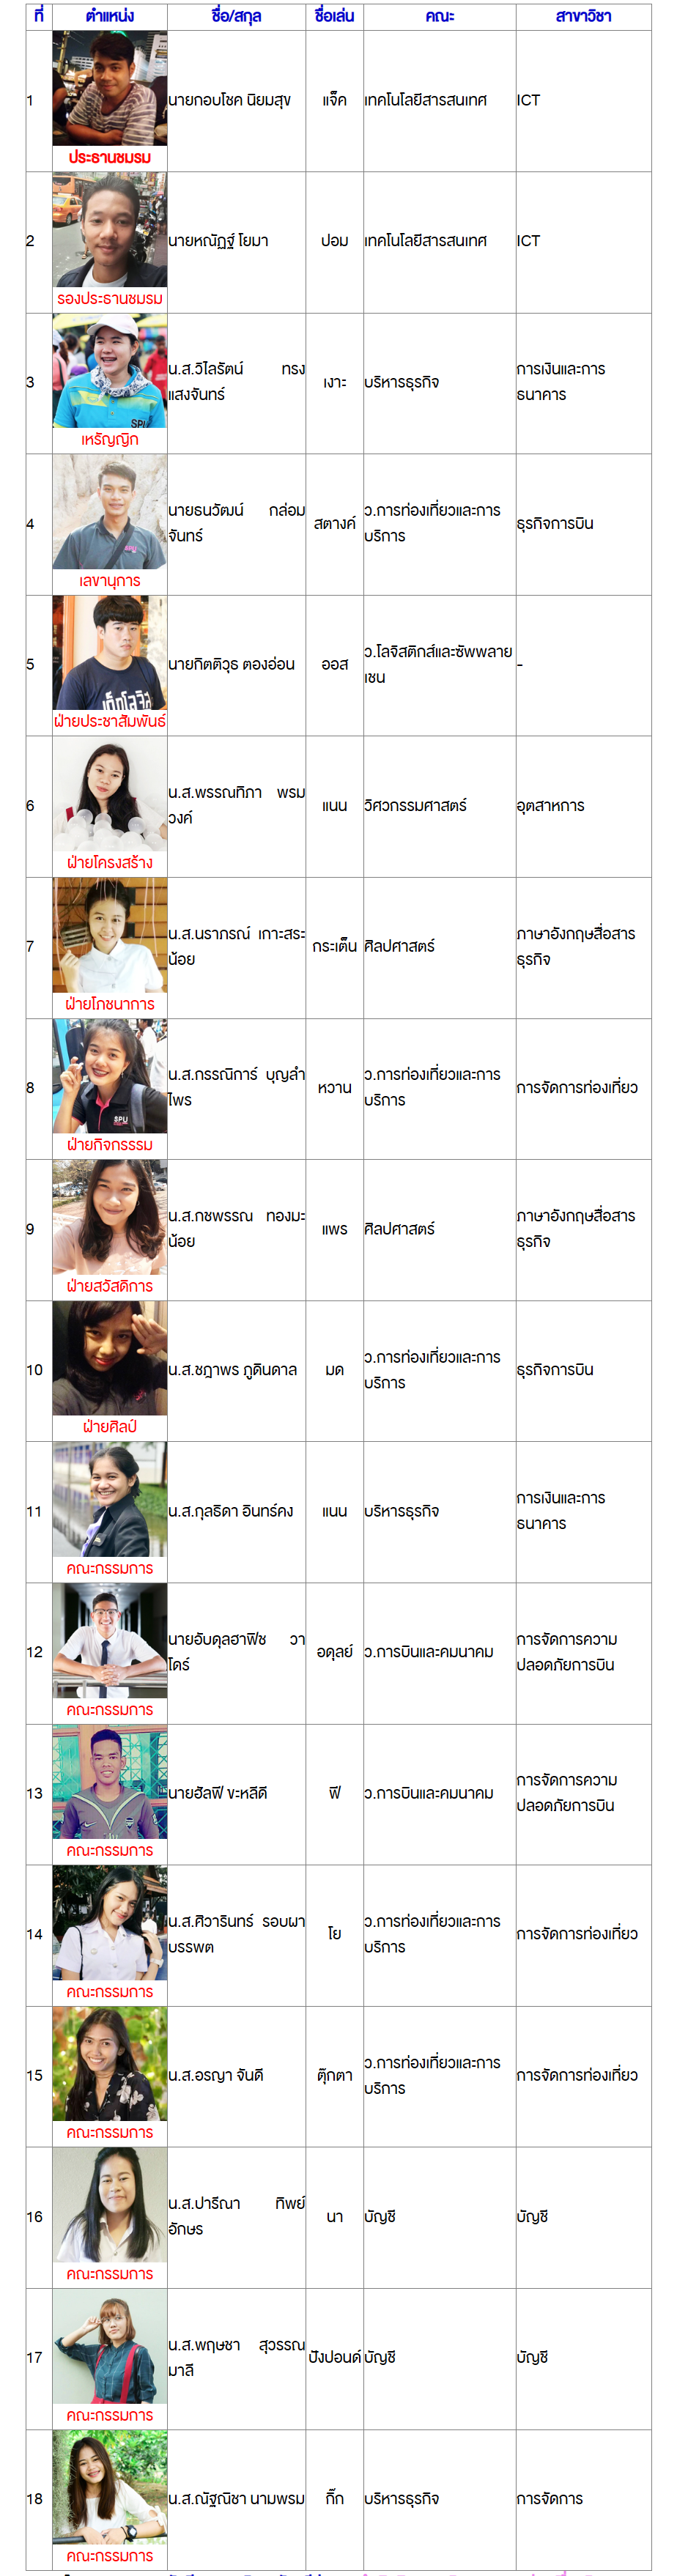 ที่ ตำแหน่ง ชื่อ/สกุล ชื่อเล่น คณะ สาขาวิชา
1 นายกอบโชค นิยมสุข แจ็ค เทคโนโลยีสารสนเทศ ICT
ประธานชมรม
2 นายหณัฏฐ์ โยมา ปอม เทคโนโลยีสารสนเทศ ICT
รองประธานชมรม
3 น.ส.วิไลรัตน์ ทรง
แสงจันทร์ เงาะ บริหารธุรกิจ การเงินและการ
ธนาคาร
SPU
เหรัญญิก
4 นายธนวัฒน์ กล่อม
จันทร์ สตางค์ ว.การท่องเที่ยวและการ
บริการ ธุรกิจการบิน
เลขานุการ
5 นายกิตติวุธ ตองอ่อน ออส ว.โลจิสติกส์และซัพพลาย
เชน -
ฝ่ายประชาสัมพันธ์
6 น.ส.พรรณทิภา พรม
วงค์ แนน วิศวกรรมศาสตร์ อุตสาหการ
ฝ่ายโครงสร้าง
7 น.ส.นราภรณ์ เกาะสระ
น้อย กระเต็น ศิลปศาสตร์ ภาษาอังกฤษสื่อสาร
ธุรกิจ
ฝ่ายโภชนาการ
8 น.ส.กรรณิการ์ บุญลำ
ไพร หวาน ว.การท่องเที่ยวและการ
บริการ การจัดการท่องเที่ยว
SPU
ฝ่ายกิจกรรรม
9 น.ส.กชพรรณ ทองมะ
น้อย แพร ศิลปศาสตร์ ภาษาอังกฤษสื่อสาร
ธุรกิจ
ฝ่ายสวัสดิการ
10 น.ส.ชฎาพร ภูดินดาล มด ว.การท่องเที่ยวและการ
บริการ ธุรกิจการบิน
ฝ่ายศิลป์
11 น.ส.กุลธิดา อินทร์คง แนน บริหารธุรกิจ การเงินและการ
ธนาคาร
คณะกรรมการ
12 นายอับดุลฮาฟิช วา
โดร์ อดุลย์ ว.การบินและคมนาคม การจัดการความ
ปลอดภัยการบิน
คณะกรรมการ
13 นายฮัลฟี ขะหลีดี ฟี ว.การบินและคมนาคม การจัดการความ
ปลอดภัยการบิน
คณะกรรมการ
14 น.ส.ศิวารินทร์ รอบผา
บรรพต โย ว.การท่องเที่ยวและการ
บริการ การจัดการท่องเที่ยว
คณะกรรมการ
15 น.ส.อรญา จันดี ตุ๊กตา ว.การท่องเที่ยวและการ
บริการ การจัดการท่องเที่ยว
คณะกรรมการ
16 น.ส.ปารีณา ทิพย์
อักษร นา บัญชี บัญชี
คณะกรรมการ
17 น.ส.พฤษชา สุวรรณ
มาลี ปังปอนด์ บัญชี บัญชี
คณะกรรมการ
18 น.ส.ณัฐณิชา นามพรม กิ๊ก บริหารธุรกิจ การจัดการ
คณะกรรมการ